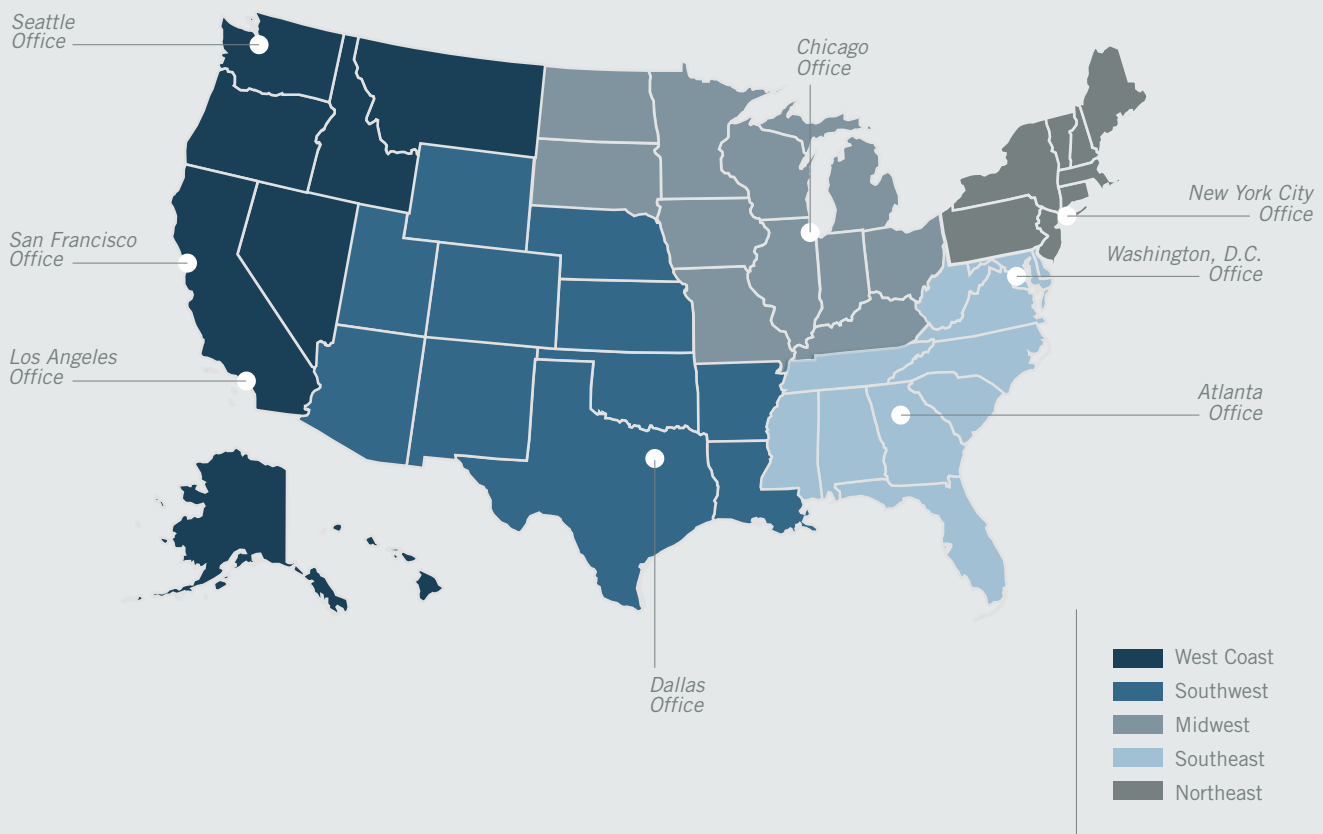 Seattle
Office
Chicago
Office
New York City
Office
San Francisco
Office
Washington, D.C.
Office
Los Angeles
Office
Atlanta
Office
Dallas
Office
West Coast
Southwest
Midwest
Southeast
Northeast